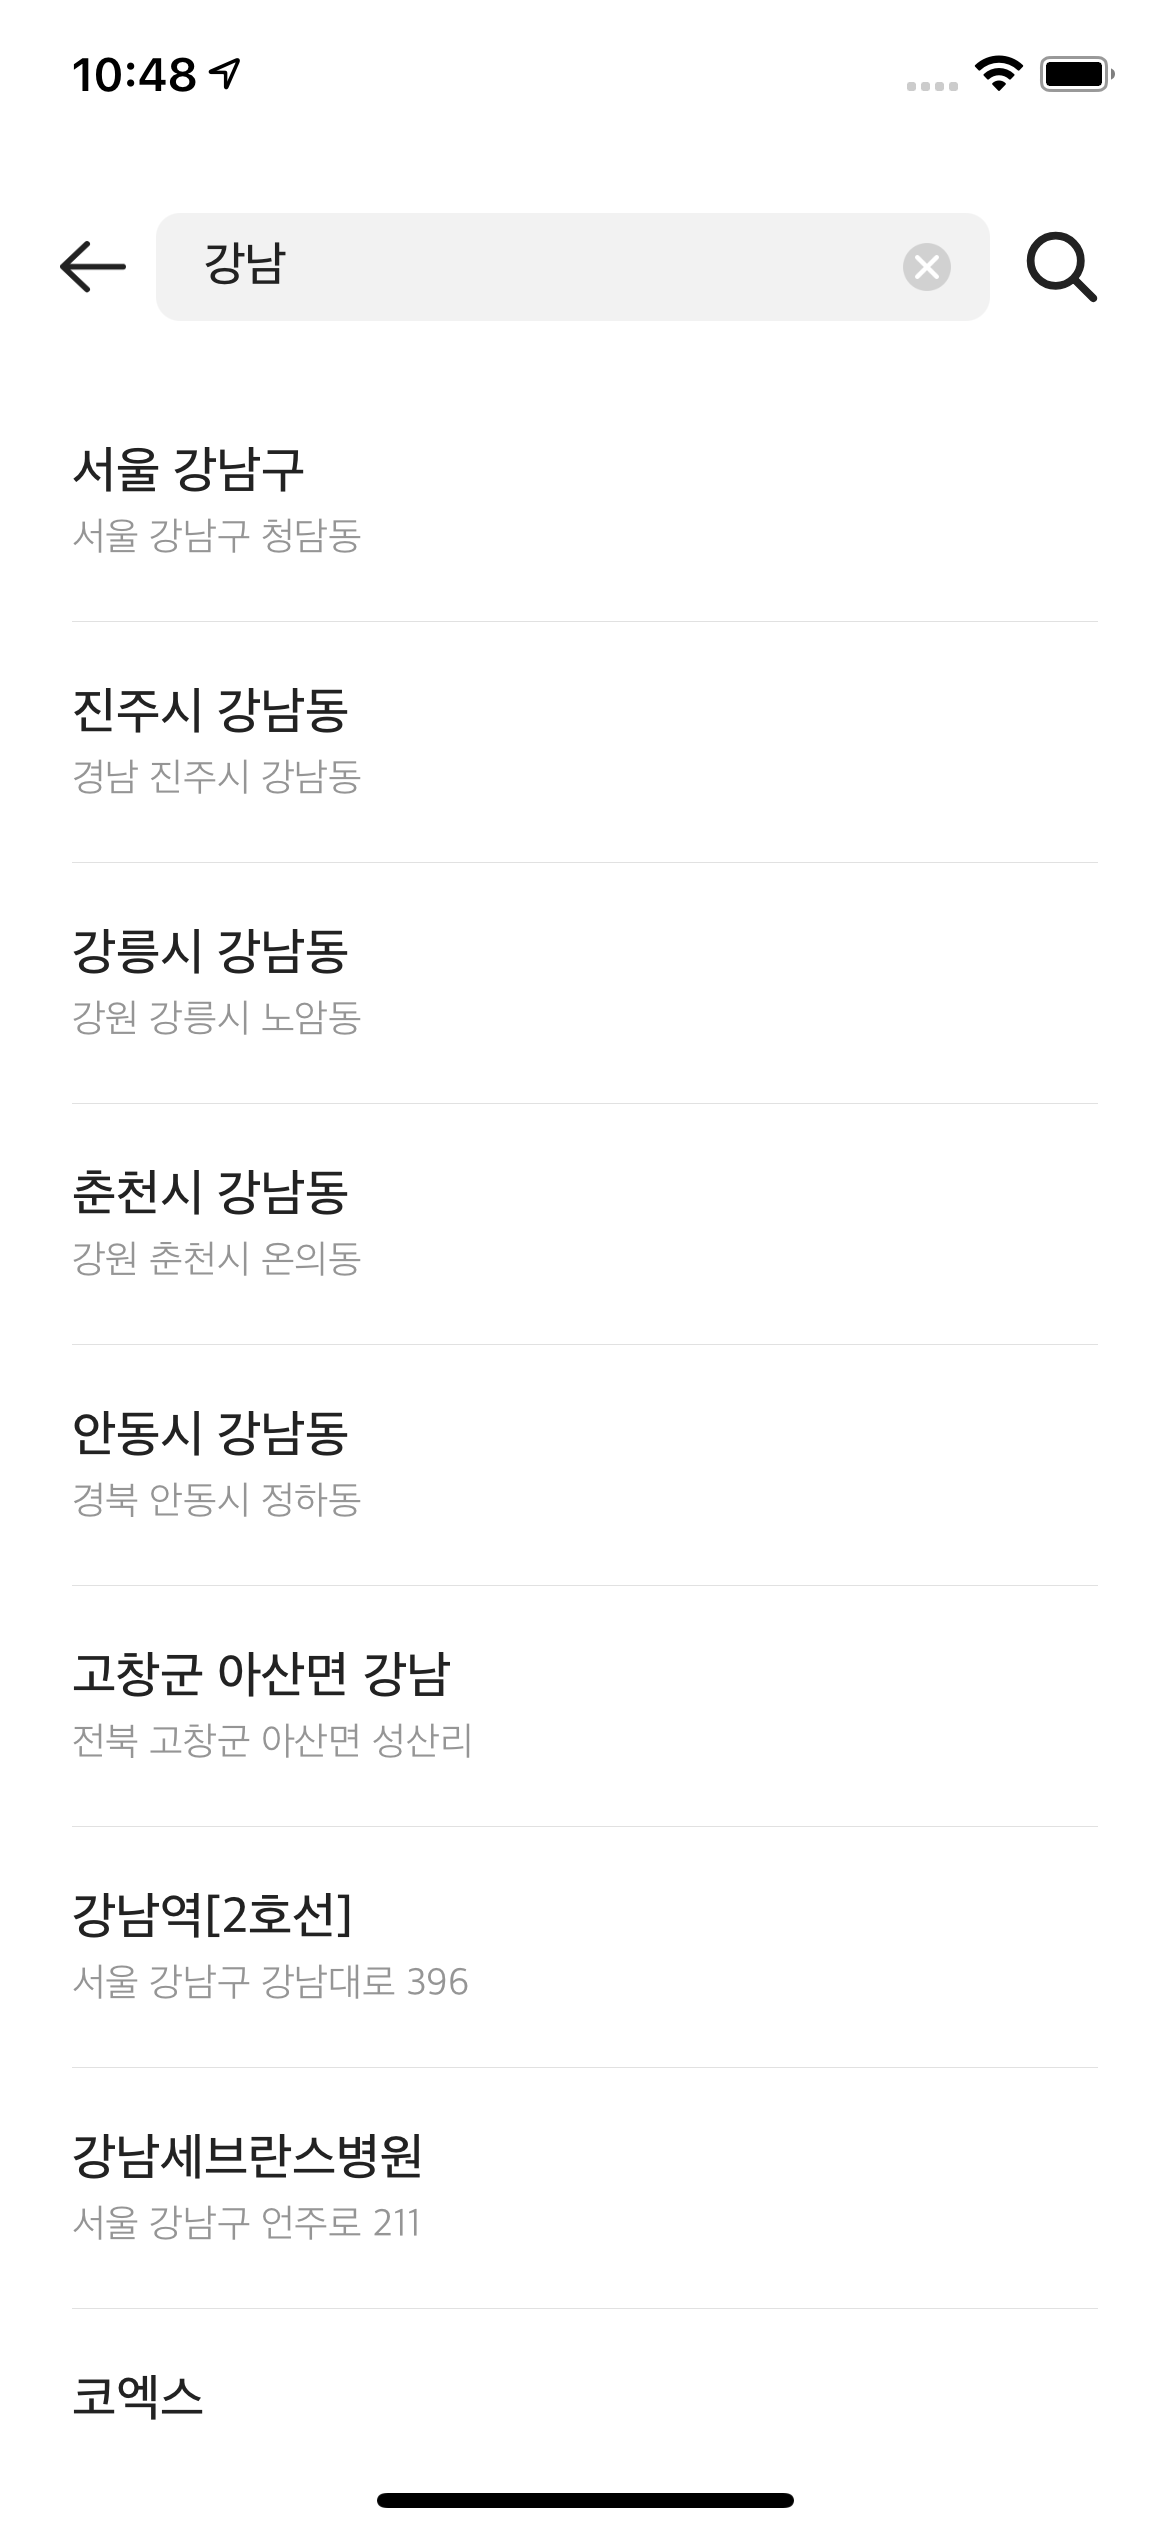 10:48
강남
서울 강남구
서울 강남구 청담동
진주시 강남동
경남 진주시 강남동
강릉시 강남동
강원 강릉시 노암동
춘천시 강남동
강원 춘천시 온의동
안동시 강남동
경북 안동시 정하동
고창군 아산면 강남
전북 고창군 아산면 성산리
강남역[2호선]
서울 강남구 강남대로 396
강남세브란스병원
서울 강남구 언주로 211
코엑스